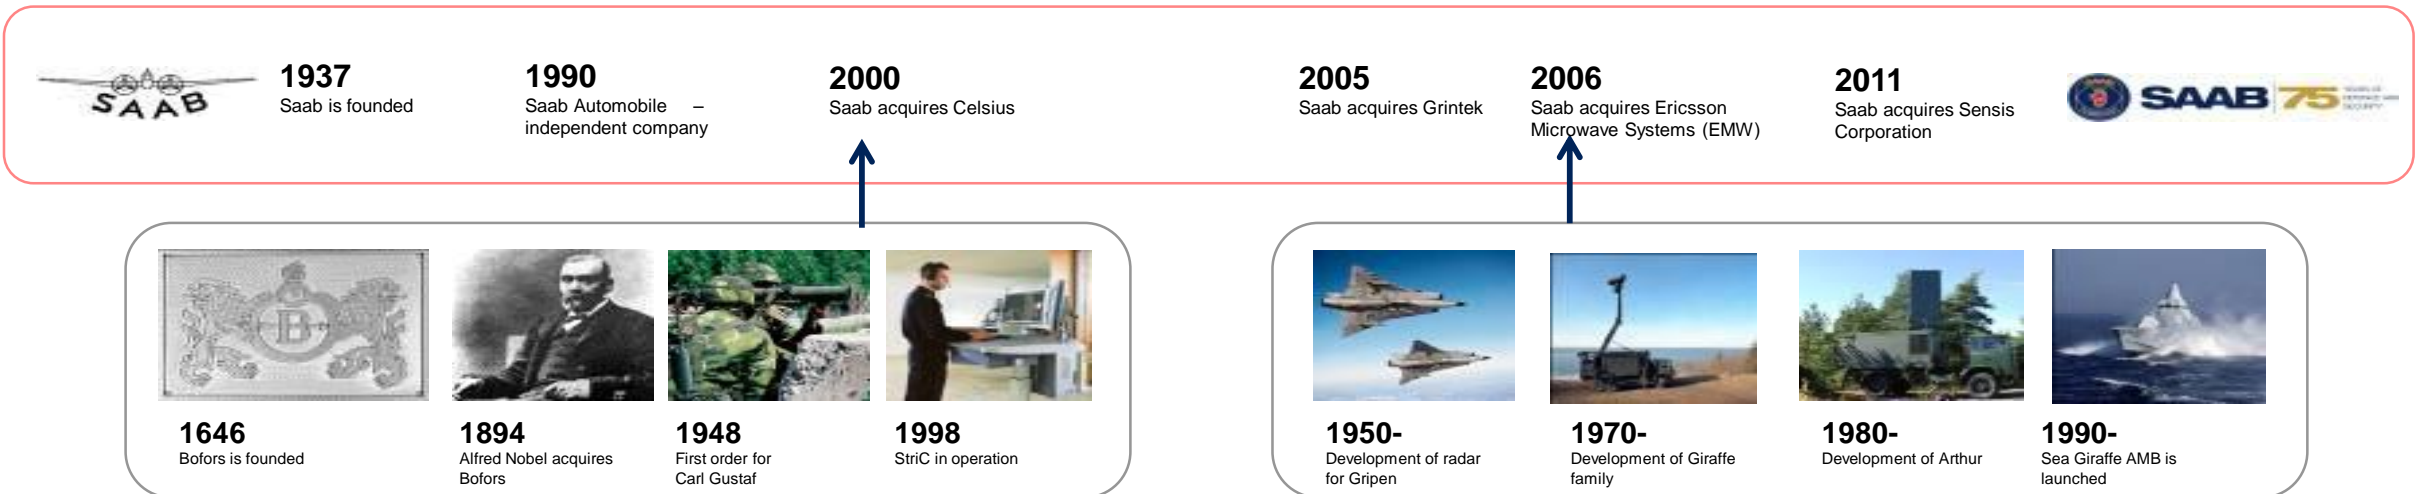 SAAB
1937
Saab is founded
1990
Saab Automobile –
independent company
2000
Saab acquires Celsius
2005
Saab acquires Grintek
2006
Saab acquires Ericsson
Microwave Systems (EMW)
2011
Saab acquires Sensis
Corporation
SAAB 75
B
1646
Bofors is founded
1894
Alfred Nobel acquires
Bofors
1948
First order for
Carl Gustaf
1998
StriC in operation
1950-
Development of radar
for Gripen
1970-
Development of Giraffe
family
1980-
Development of Arthur
1990-
Sea Giraffe AMB is
launched